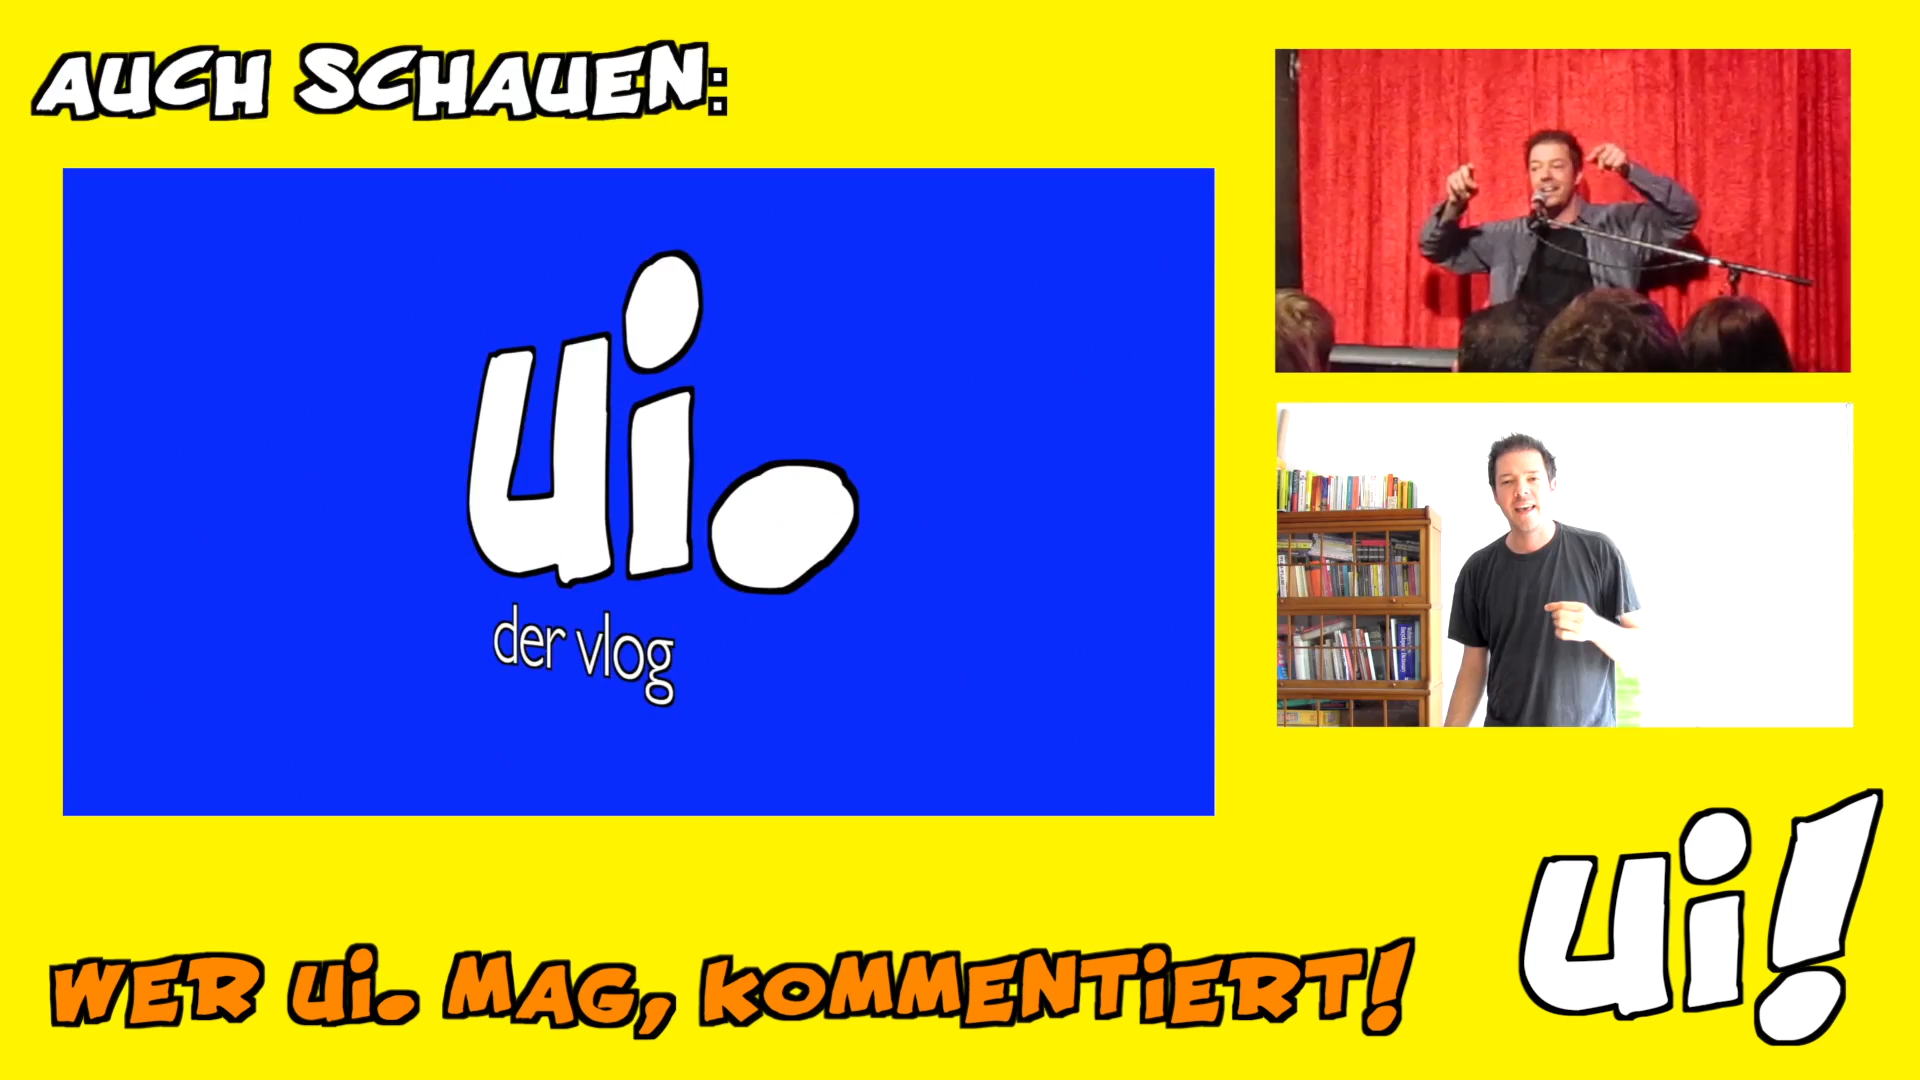 AUCH SCHAUEN:
ui.
der vlog
WER ui. MAG, KOMMENTiERT!
ui!